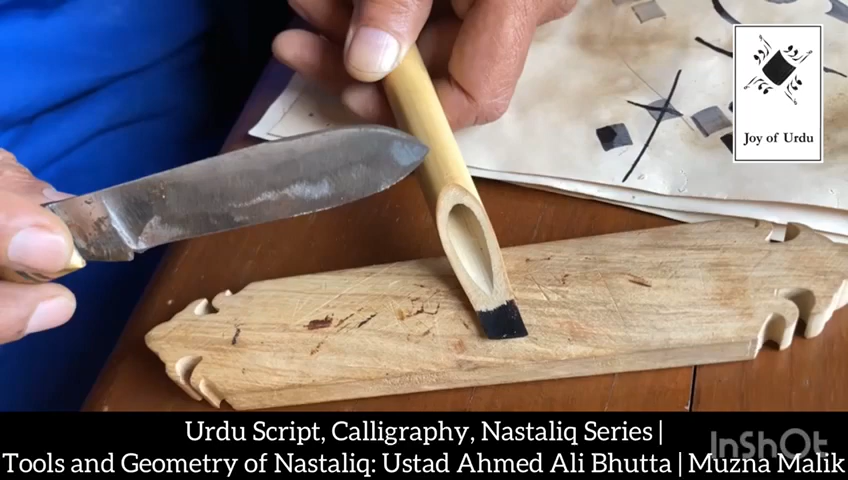 Joy of Urdu
Urdu Script, Calligraphy, Nastaliq Series |
Tools and Geometry of Nastaliq: Ustad Ahmed Ali Bhutta | Muzna Malik
InShOt